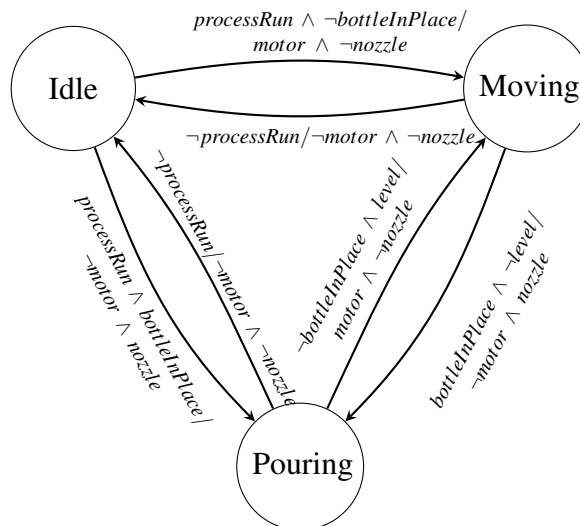 processRun ∧ ¬bottleInPlace/
motor ∧ ¬nozzle
Idle
Moving
¬processRun/¬motor ∧ ¬nozzle
processRun ∧ bottleInPlace/
¬motor ∧ nozzle
¬processRun/¬motor ∧ ¬nozzle
¬bottleInPlace ∧ level/
motor ∧ ¬nozzle
bottleInPlace ∧ ¬level/
¬motor ∧ nozzle
Pouring